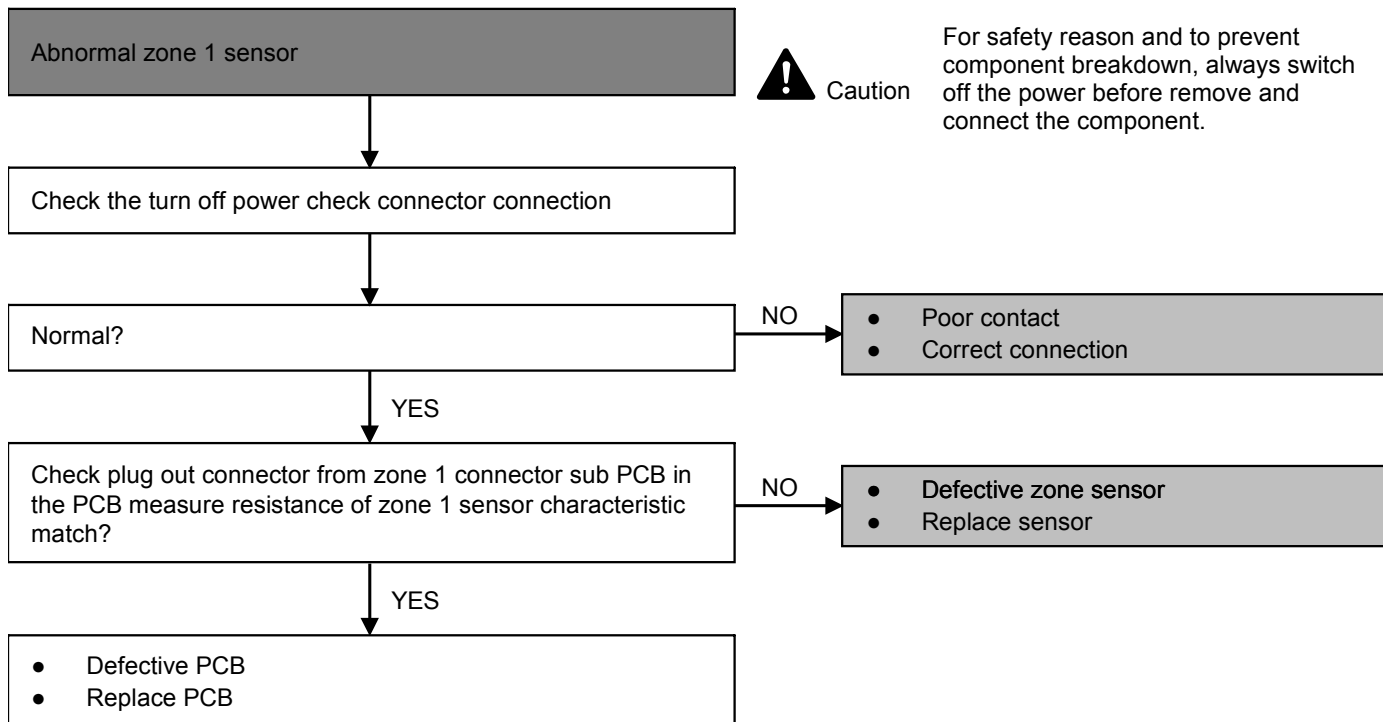 Abnormal zone 1 sensor
Caution
For safety reason and to prevent
component breakdown, always switch
off the power before remove and
connect the component.
Check the turn off power check connector connection
Normal?
NO
● Poor contact
● Correct connection
YES
Check plug out connector from zone 1 connector sub PCB in
the PCB measure resistance of zone 1 sensor characteristic
match?
NO
● Defective zone sensor
● Replace sensor
YES
● Defective PCB
● Replace PCB